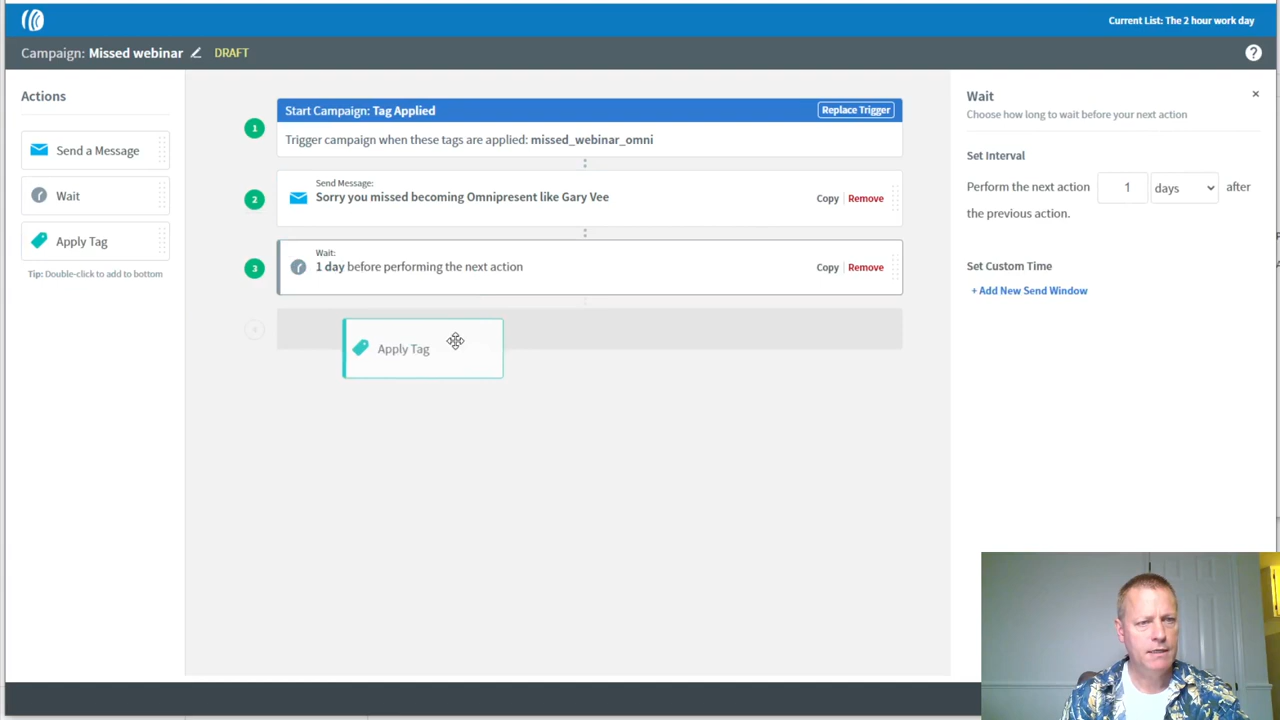 Current List: The 2 hour work day
Campaign: Missed webinar DRAFT
?
Actions
Send a Message
Wait
Apply Tag
Tip: Double-click to add to bottom
Start Campaign: Tag Applied Replace Trigger
1
Trigger campaign when these tags are applied: missed_webinar_omni
Send Message:
2
Sorry you missed becoming Omnipresent like Gary Vee
Copy Remove
Wait:
3
1 day before performing the next action
Copy Remove
Apply Tag
Wait
×
Choose how long to wait before your next action
Set Interval
Perform the next action 1 days after
the previous action.
Set Custom Time
+ Add New Send Window